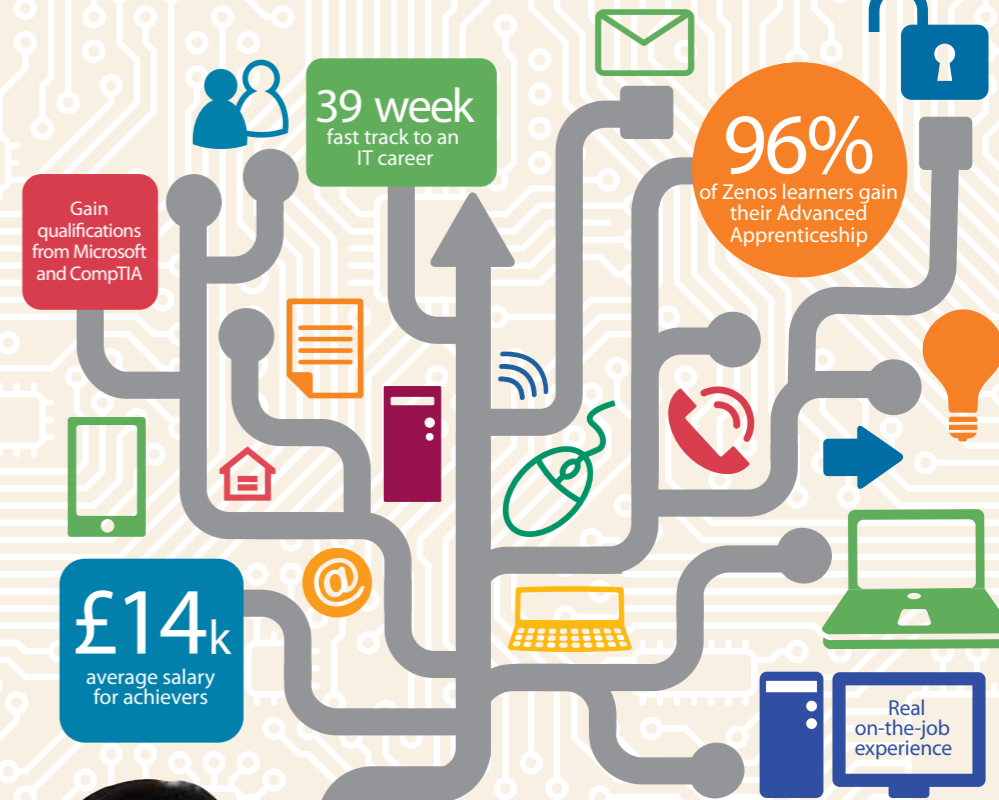 39 week
fast track to an
IT career
96%
of Zenos learners gain
their Advanced
Apprenticeship
Gain
qualifications
from Microsoft
and CompTIA
@
£14k
average salary
for achievers
Real
on-the-job
experience